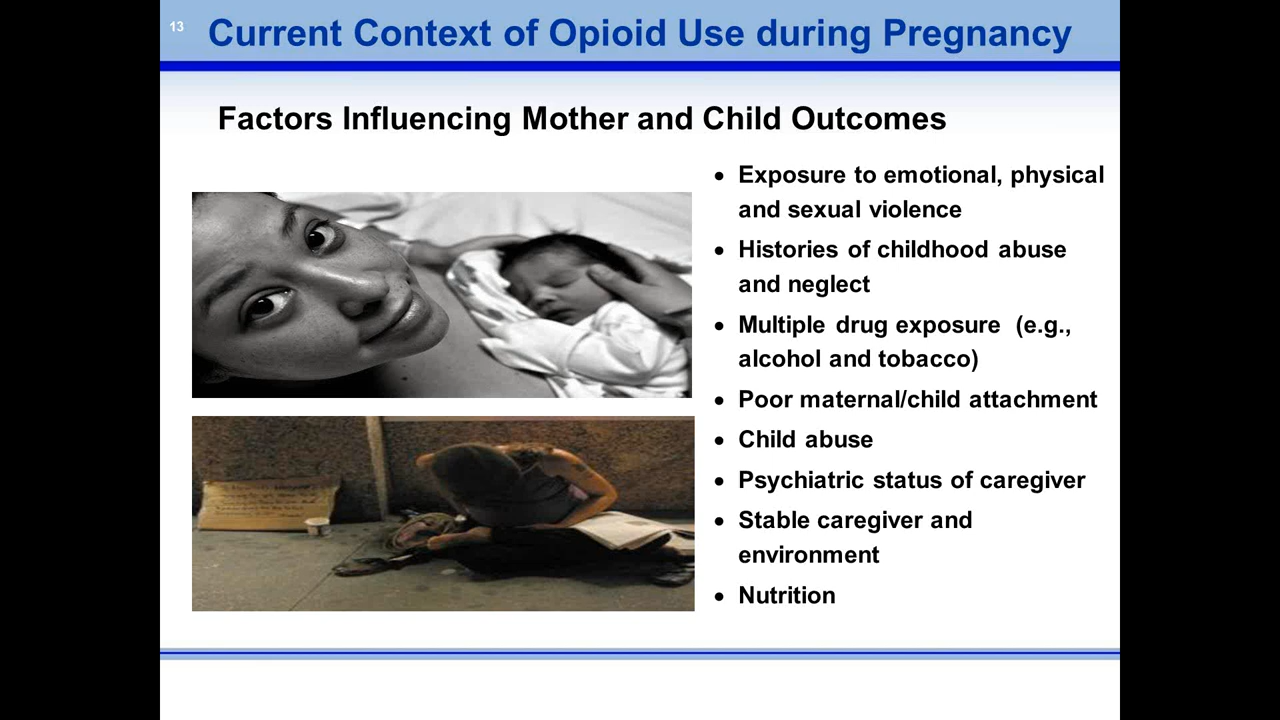 13
Current Context of Opioid Use during Pregnancy
Factors Influencing Mother and Child Outcomes
• Exposure to emotional, physical
and sexual violence
• Histories of childhood abuse
and neglect
• Multiple drug exposure (e.g.,
alcohol and tobacco)
• Poor maternal/child attachment
• Child abuse
• Psychiatric status of caregiver
• Stable caregiver and
environment
• Nutrition